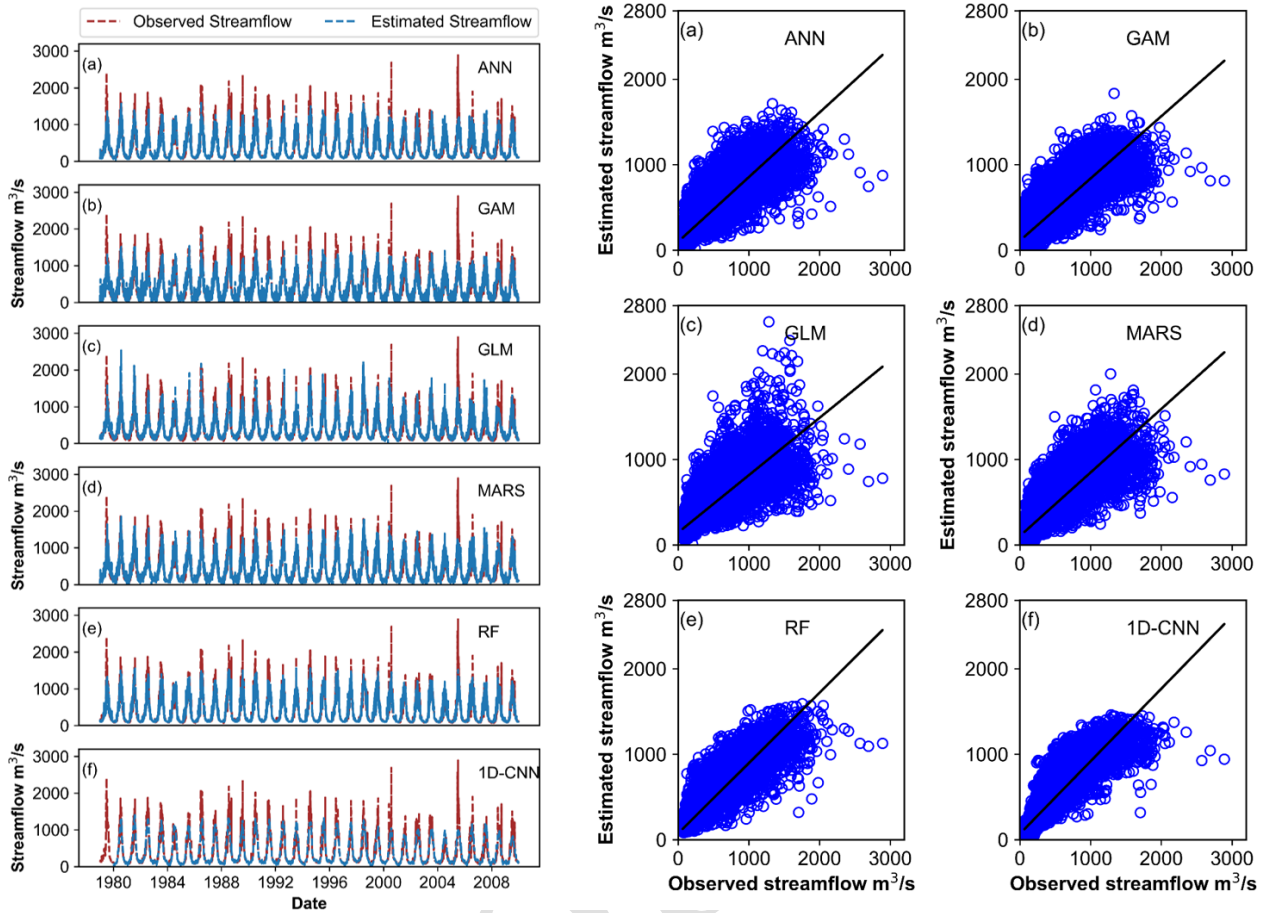 Observed Streamflow Estimated Streamflow
(a) ANN
3000
2000
1000
0
(b) GAM
3000
2000
1000
0
Streamflow m³/s
(c) GLM
3000
2000
1000
0
(d) MARS
3000
2000
1000
0
Streamflow m³/s
(e) RF
3000
2000
1000
0
(f) 1D-CNN
3000
2000
1000
0
Streamflow m³/s
1980 1984 1988 1992 1996 2000 2004 2008
Date
(a) ANN
2800
2000
1000
0
0 1000 2000 3000
Estimated streamflow m³/s
(b) GAM
2800
2000
1000
0
0 1000 2000 3000
(c) GLM
2800
2000
1000
0
0 1000 2000 3000
(d) MARS
2800
2000
1000
0
0 1000 2000 3000
Estimated streamflow m³/s
(e) RF
2800
2000
1000
0
0 1000 2000 3000
Estimated streamflow m³/s
Observed streamflow m³/s
(f) 1D-CNN
2800
2000
1000
0
0 1000 2000 3000
Observed streamflow m³/s